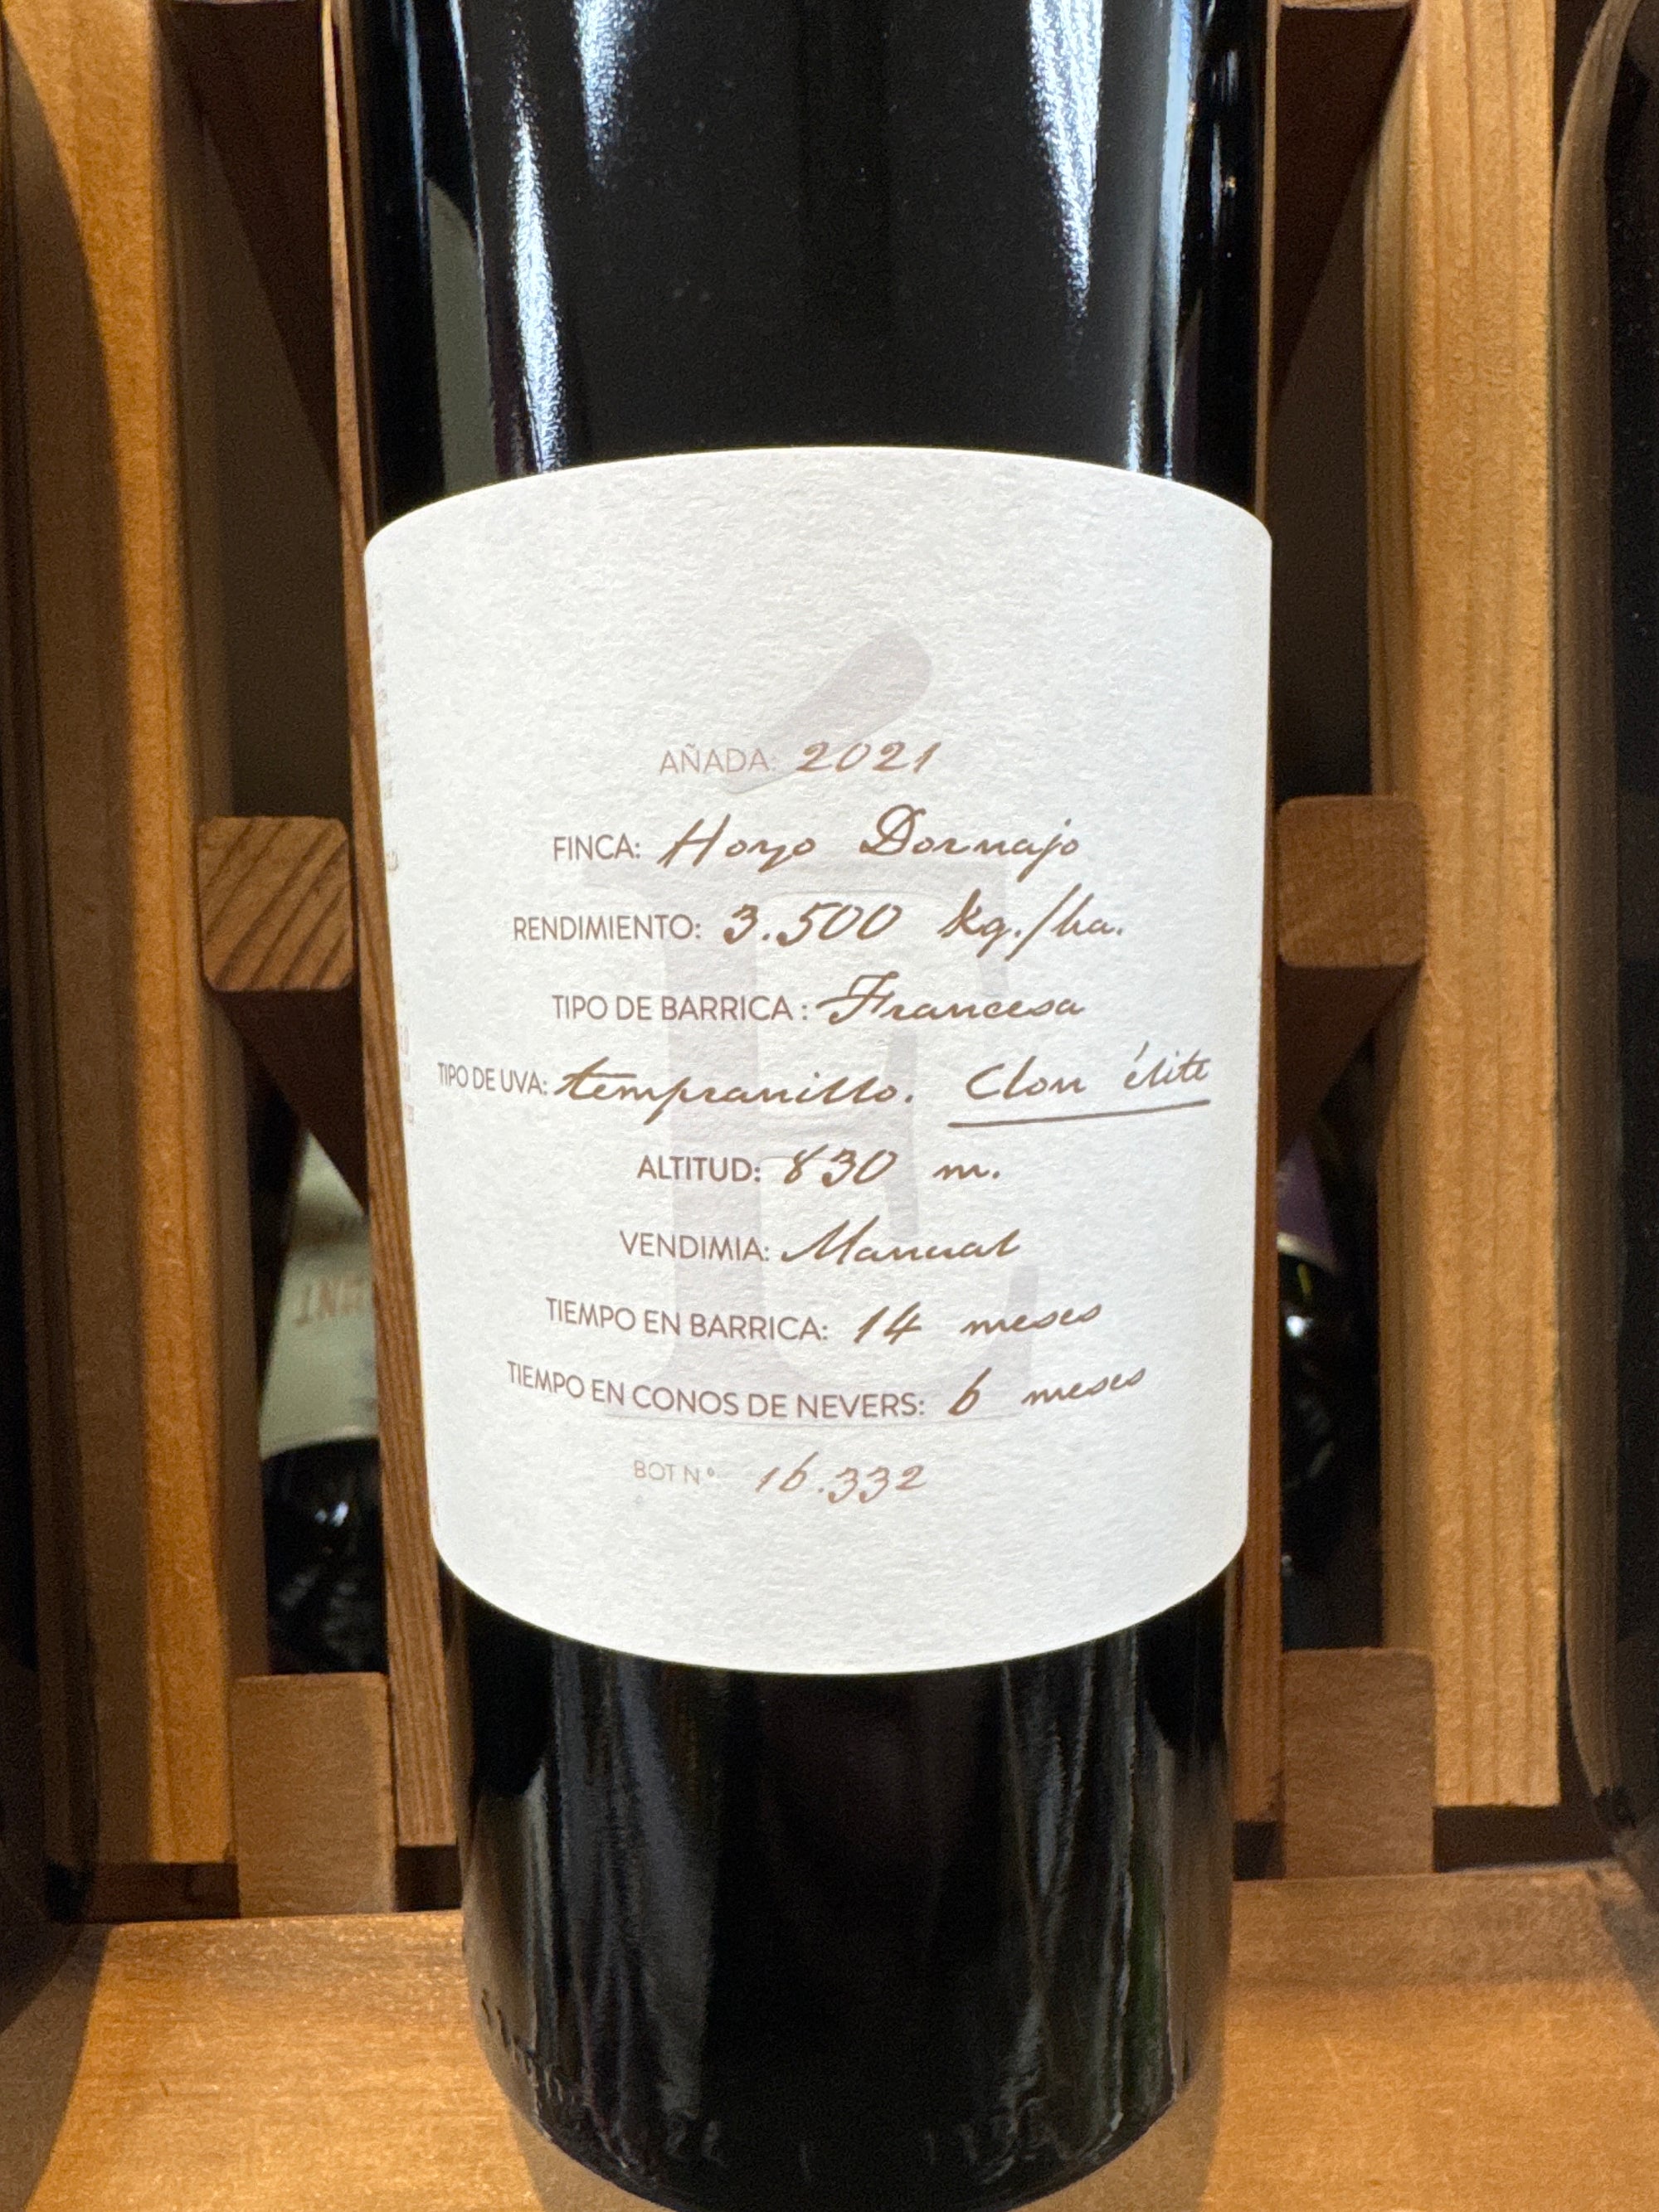 AÑADA: 2021
FINCA: Hoyo Dornajo
RENDIMIENTO: 3.500 kg./ha.
TIPO DE BARRICA : Francesa
TIPO DE UVA: tempranillo. Clon élite
ALTITUD: 830 m.
VENDIMIA: Manual
TIEMPO EN BARRICA: 14 meses
TIEMPO EN CONOS DE NEVERS: 6 meses
BOT Nº 16.332
É